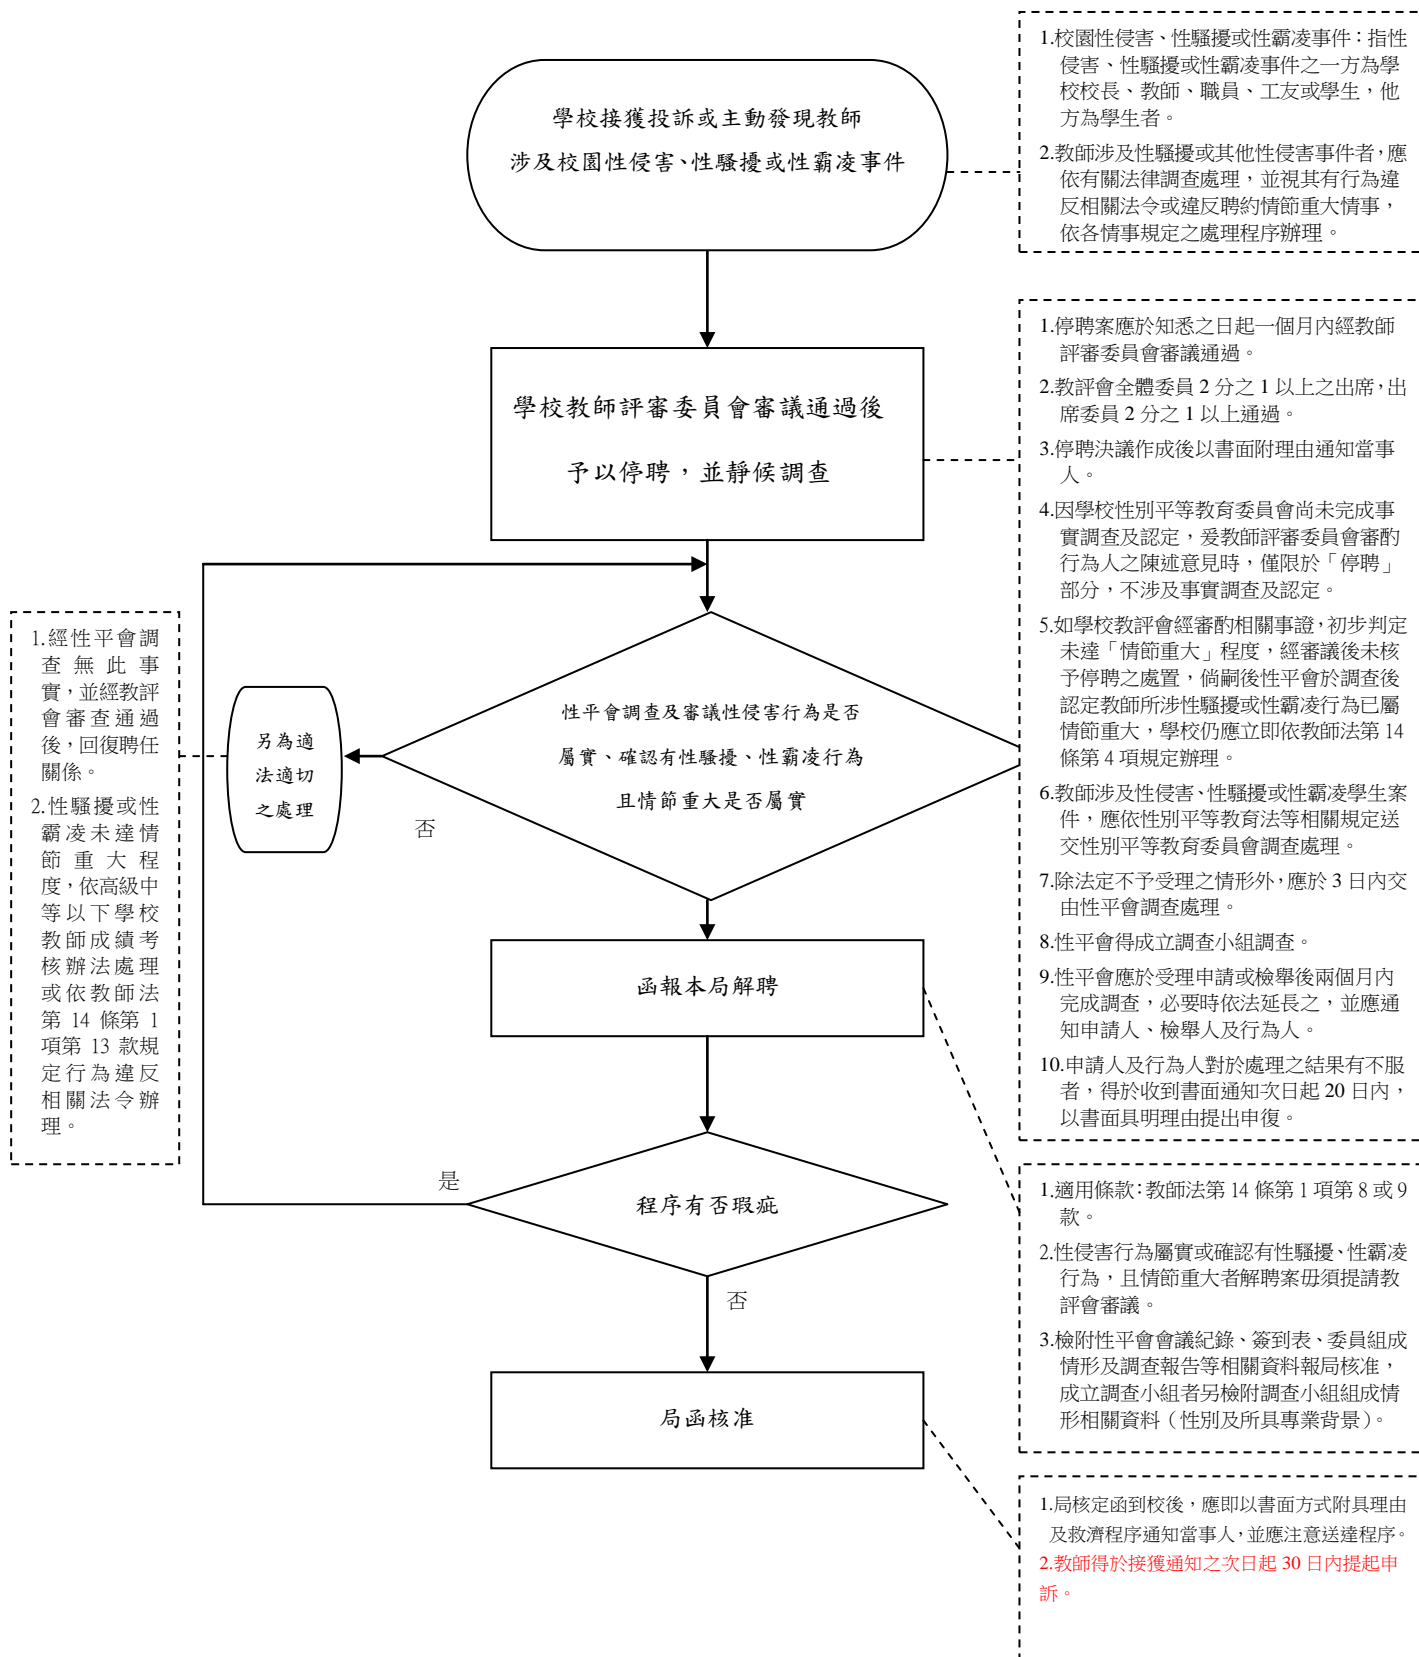 1.校園性侵害、性騷擾或性霸凌事件：指性
侵害、性騷擾或性霸凌事件之一方為學
校校長、教師、職員、工友或學生，他
方為學生者。
2.教師涉及性騷擾或其他性侵害事件者，應
依有關法律調查處理，並視其有行為違
反相關法令或違反聘約情節重大情事，
依各情事規定之處理程序辦理。
學校接獲投訴或主動發現教師
涉及校園性侵害、性騷擾或性霸凌事件
1.停聘案應於知悉之日起一個月內經教師
評審委員會審議通過。
2.教評會全體委員 2 分之 1 以上之出席，出
席委員 2 分之 1 以上通過。
3.停聘決議作成後以書面附理由通知當事
人。
4.因學校性別平等教育委員會尚未完成事
實調查及認定，爰教師評審委員會審酌
行為人之陳述意見時，僅限於「停聘」
部分，不涉及事實調查及認定。
5.如學校教評會經審酌相關事證，初步判定
未達「情節重大」程度，經審議後未核
予停聘之處置，倘嗣後性平會於調查後
認定教師所涉性騷擾或性霸凌行為已屬
情節重大，學校仍應立即依教師法第 14
條第 4 項規定辦理。
6.教師涉及性侵害、性騷擾或性霸凌學生案
件，應依性別平等教育法等相關規定送
交性別平等教育委員會調查處理。
7.除法定不予受理之情形外，應於 3 日內交
由性平會調查處理。
8.性平會得成立調查小組調查。
9.性平會應於受理申請或檢舉後兩個月內
完成調查，必要時依法延長之，並應通
知申請人、檢舉人及行為人。
10.申請人及行為人對於處理之結果有不服
者，得於收到書面通知次日起 20 日內，
以書面具明理由提出申復。
學校教師評審委員會審議通過後
予以停聘，並靜候調查
1.經性平會調
查無此事
實，並經教評
會審查通過
後，回復聘任
關係。
2.性騷擾或性
霸凌未達情
節重大程
度，依高級中
等以下學校
教師成績考
核辦法處理
或依教師法
第 14 條第 1
項第 13 款規
定行為違反
相關法令辦
理。
另為適
法適切
之處理
性平會調查及審議性侵害行為是否
屬實、確認有性騷擾、性霸凌行為
且情節重大是否屬實
否
函報本局解聘
1.適用條款：教師法第 14 條第 1 項第 8 或 9
款。
2.性侵害行為屬實或確認有性騷擾、性霸凌
行為，且情節重大者解聘案毋須提請教
評會審議。
3.檢附性平會會議紀錄、簽到表、委員組成
情形及調查報告等相關資料報局核准，
成立調查小組者另檢附調查小組組成情
形相關資料（性別及所具專業背景）。
是
程序有否瑕疵
否
局函核准
1.局核定函到校後，應即以書面方式附具理由
及救濟程序通知當事人，並應注意送達程序。
2.教師得於接獲通知之次日起 30 日內提起申
訴。